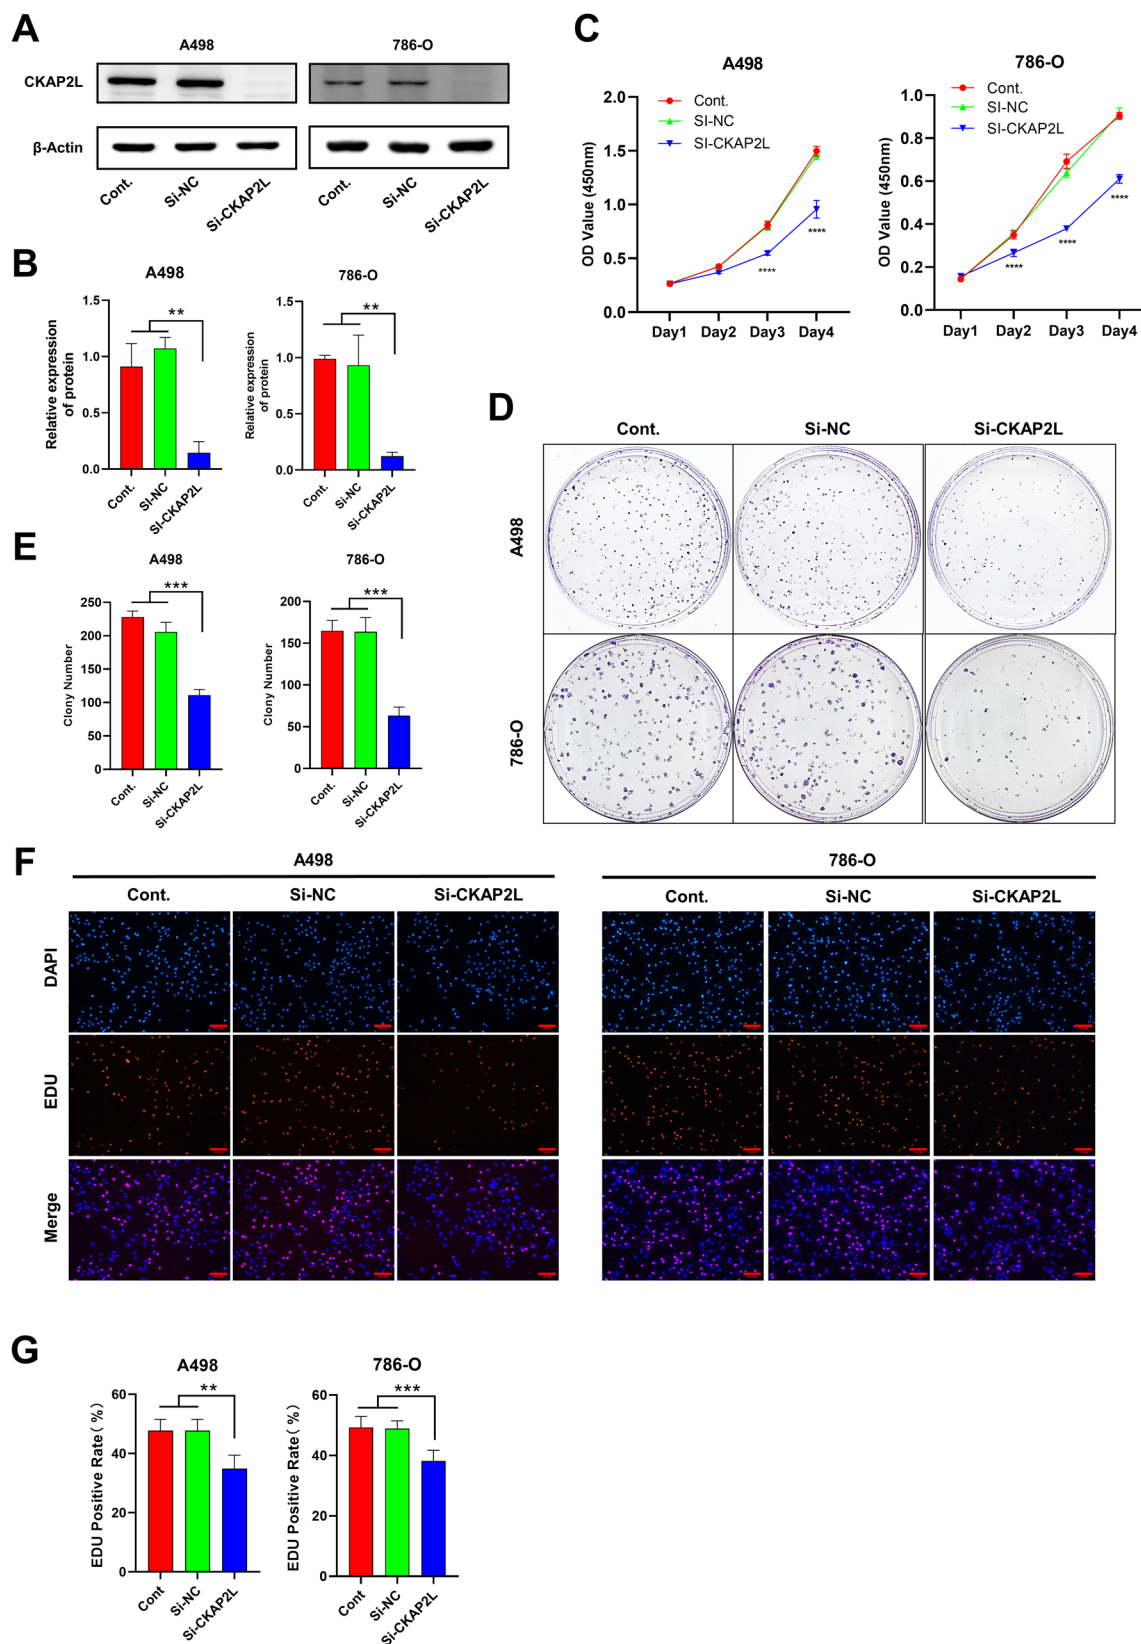 A
A498
786-O
CKAP2L
β-Actin
Cont.
Si-NC
Si-CKAP2L
Cont.
Si-NC
Si-CKAP2L
B
A498
Relative expression
of protein
1.5
1.0
0.5
0.0
**
Cont.
SI-NC
SI-CKAP2L
786-O
Relative expression
of protein
1.5
1.0
0.5
0.0
**
Cont.
SI-NC
SI-CKAP2L
C
A498
OD Value (450nm)
2.0
1.5
1.0
0.5
0.0
Cont.
SI-NC
SI-CKAP2L
****
****
Day1 Day2 Day3 Day4
786-O
OD Value (450nm)
1.0
0.8
0.6
0.4
0.2
0.0
Cont.
SI-NC
SI-CKAP2L
****
****
****
Day1 Day2 Day3 Day4
D
Cont. Si-NC Si-CKAP2L
A498
786-O
E
A498
Clony Number
250
200
150
100
50
0
***
Cont.
Si-NC
Si-CKAP2L
786-O
Clony Number
200
150
100
50
0
***
Cont.
Si-NC
Si-CKAP2L
F
A498
786-O
Cont. Si-NC Si-CKAP2L
Cont. Si-NC Si-CKAP2L
DAPI
EDU
Merge
G
A498
EDU Positive Rate( %)
60
40
20
0
**
Cont
Si-NC
Si-CKAP2L
786-O
EDU Positive Rate( %)
60
40
20
0
***
Cont
Si-NC
Si-CKAP2L